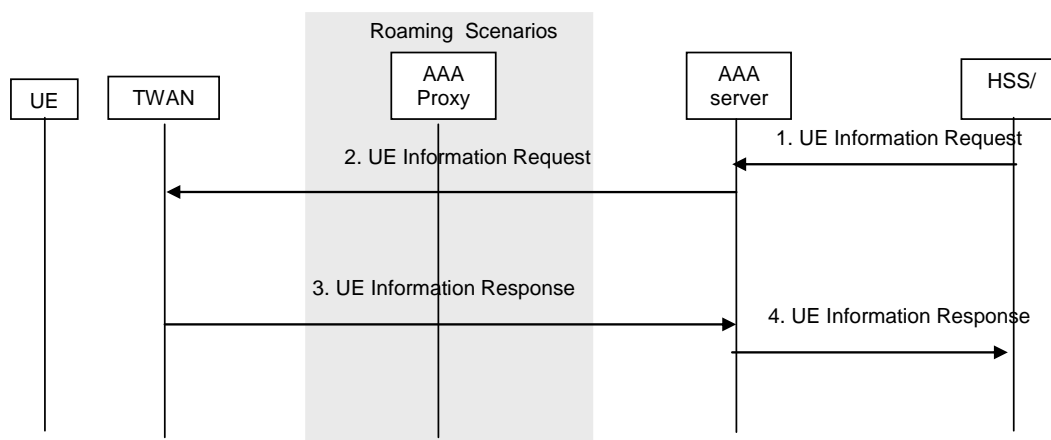 Roaming Scenarios
UE
TWAN
AAA
Proxy
AAA
server
HSS/
1. UE Information Request
2. UE Information Request
3. UE Information Response
4. UE Information Response